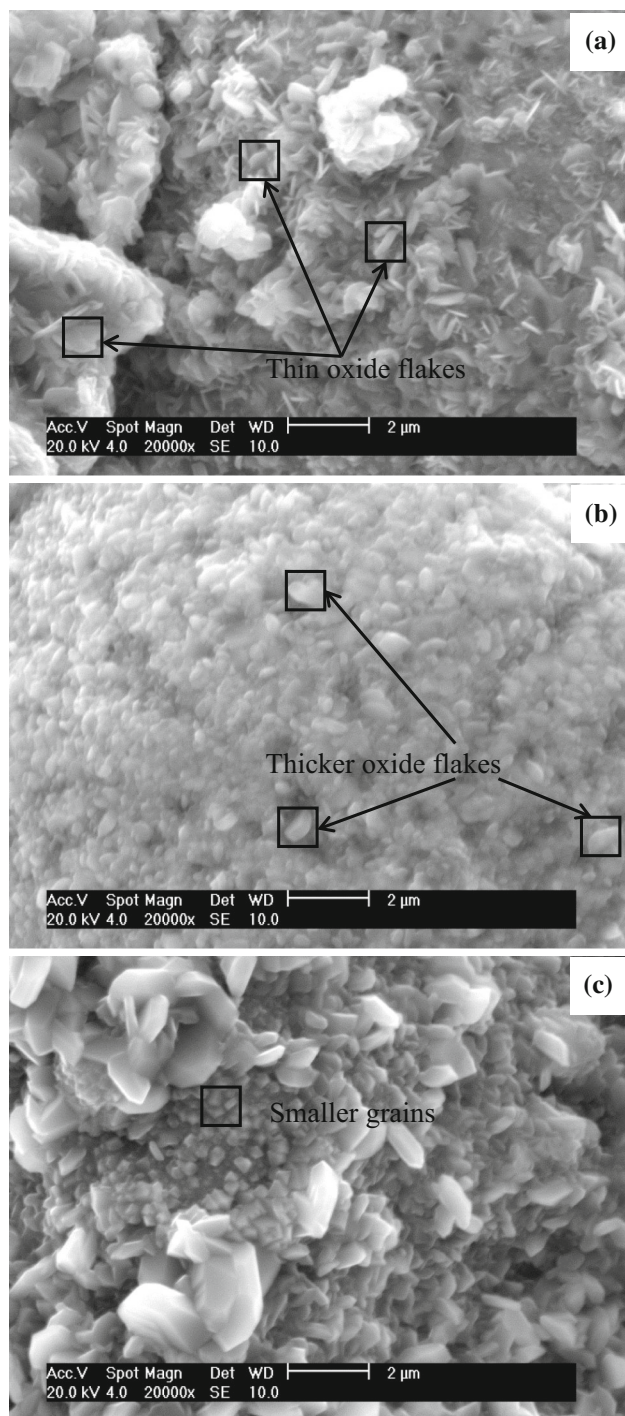 (a)
Thin oxide flakes
Acc.V Spot Magn Det WD 2 µm
20.0 kV 4.0 20000x SE 10.0
(b)
Thicker oxide flakes
Acc.V Spot Magn Det WD 2 µm
20.0 kV 4.0 20000x SE 10.0
(c)
Smaller grains
Acc.V Spot Magn Det WD 2 µm
20.0 kV 4.0 20000x SE 10.0